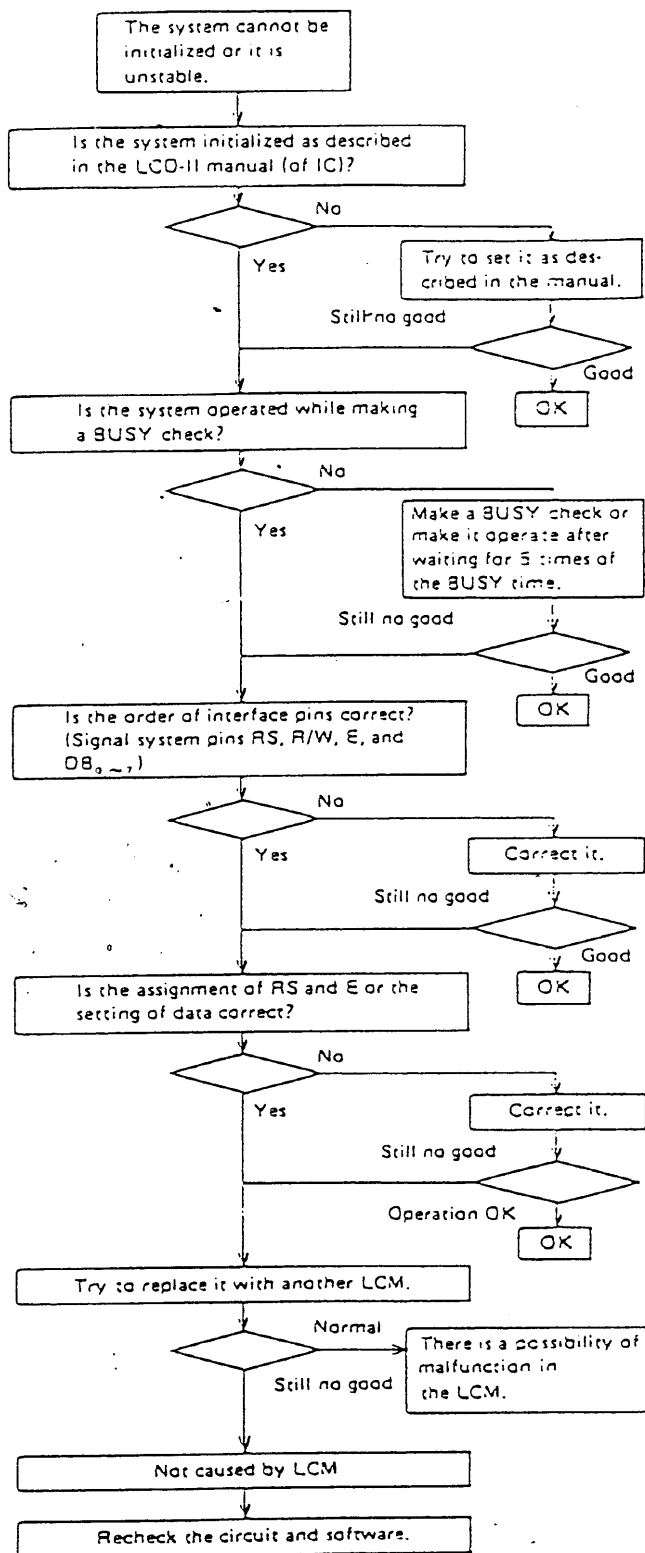 The system cannot be
initialized or it is
unstable.
Is the system initialized as described
in the LCD-II manual (of IC)?
No
Yes
Try to set it as des-
cribed in the manual.
Still no good
Good
OK
Is the system operated while making
a BUSY check?
No
Yes
Make a BUSY check or
make it operate after
waiting for 5 times of
the BUSY time.
Still no good
Good
OK
Is the order of interface pins correct?
(Signal system pins RS, R/W, E, and
DB₀ ~ ₇)
No
Yes
Correct it.
Still no good
Good
OK
Is the assignment of RS and E or the
setting of data correct?
No
Yes
Correct it.
Still no good
Operation OK
OK
Try to replace it with another LCM.
Normal
There is a possibility of
malfunction in
the LCM.
Still no good
Not caused by LCM
Recheck the circuit and software.